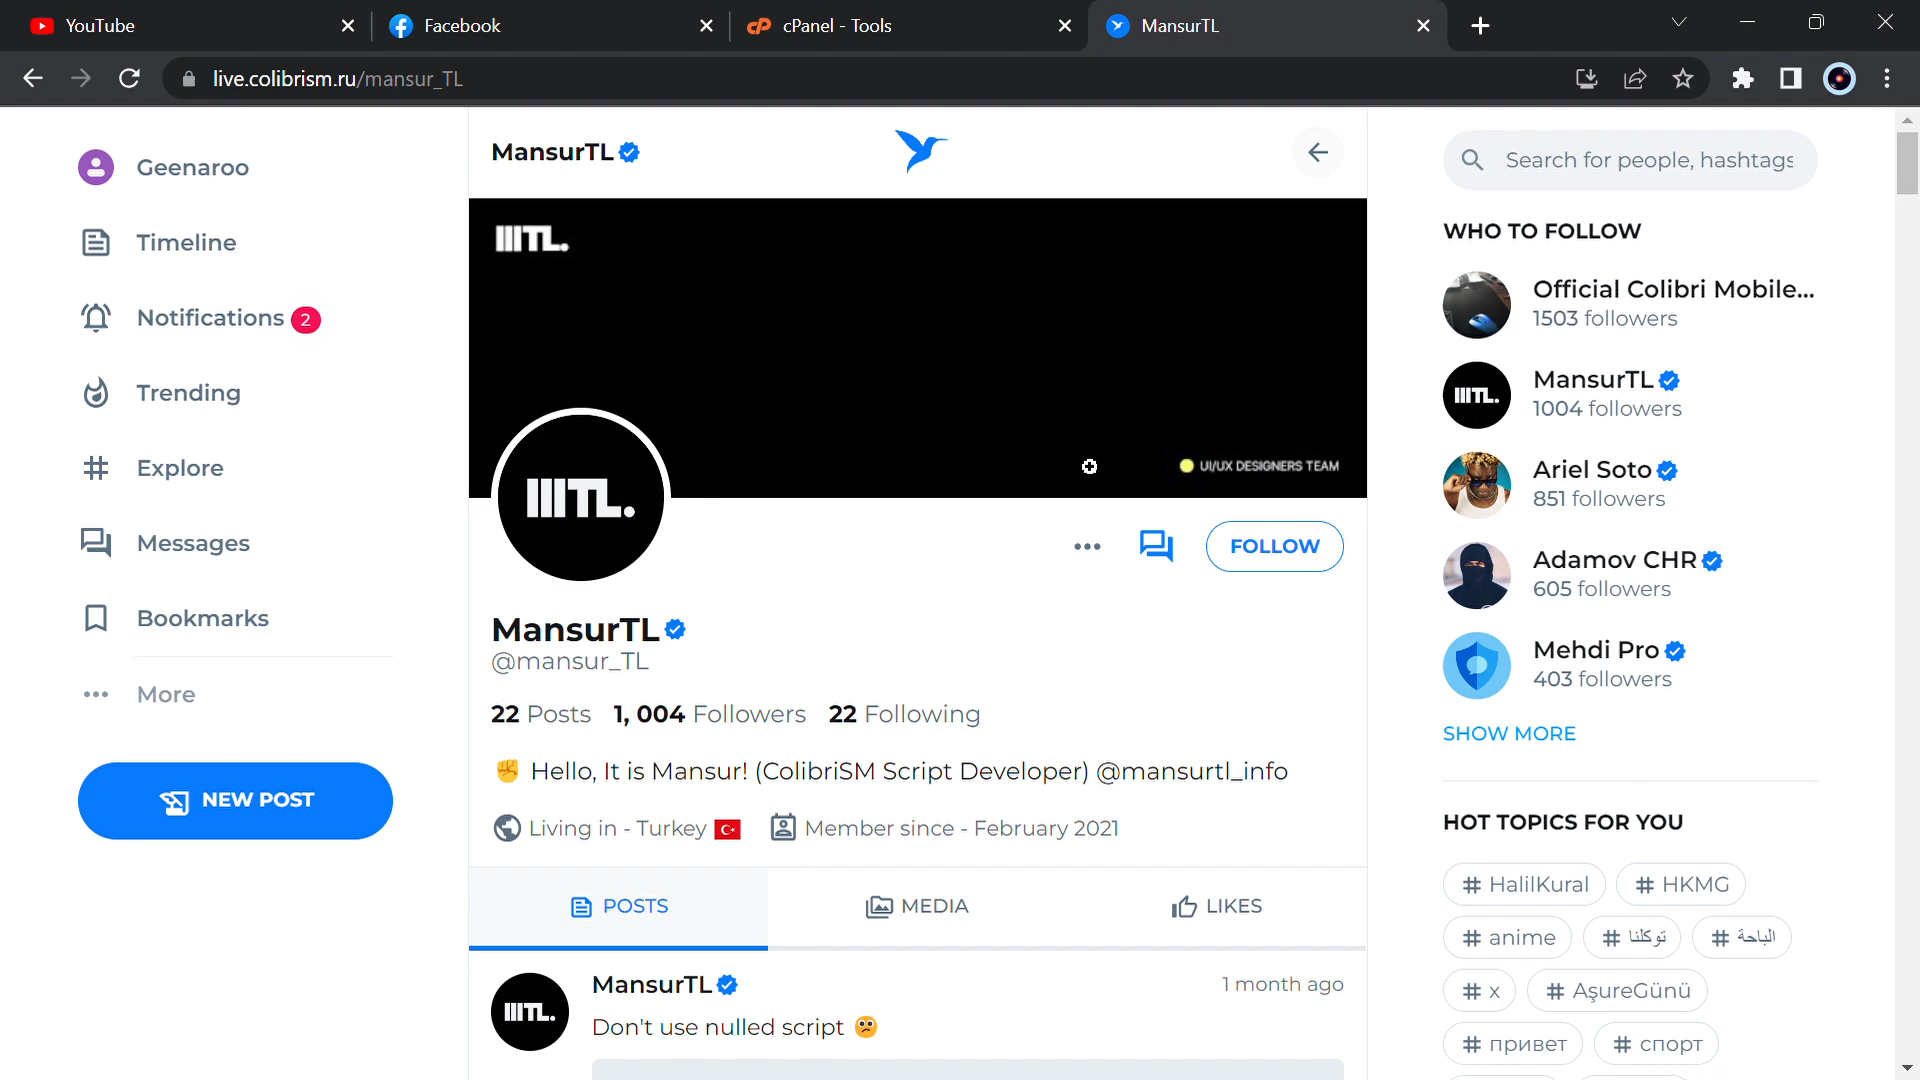 YouTube
Facebook
cPanel - Tools
MansurTL
live.colibrism.ru/mansur_TL
Geenaroo
Timeline
Notifications 2
Trending
Explore
Messages
Bookmarks
More
NEW POST
MansurTL
TL.
UI/UX DESIGNERS TEAM
TL.
FOLLOW
MansurTL
@mansur_TL
22 Posts 1, 004 Followers 22 Following
✊ Hello, It is Mansur! (ColibriSM Script Developer) @mansurtl_info
Living in - Turkey 🇹🇷 Member since - February 2021
POSTS
MEDIA
LIKES
TL.
MansurTL
1 month ago
Don't use nulled script 😕
Search for people, hashtags
WHO TO FOLLOW
Official Colibri Mobile...
1503 followers
TL.
MansurTL
1004 followers
Ariel Soto
851 followers
Adamov CHR
605 followers
Mehdi Pro
403 followers
SHOW MORE
HOT TOPICS FOR YOU
# HalilKural # HKMG
# anime # توكلنا # الباحة
# x # AşureGünü
# привет # спорт